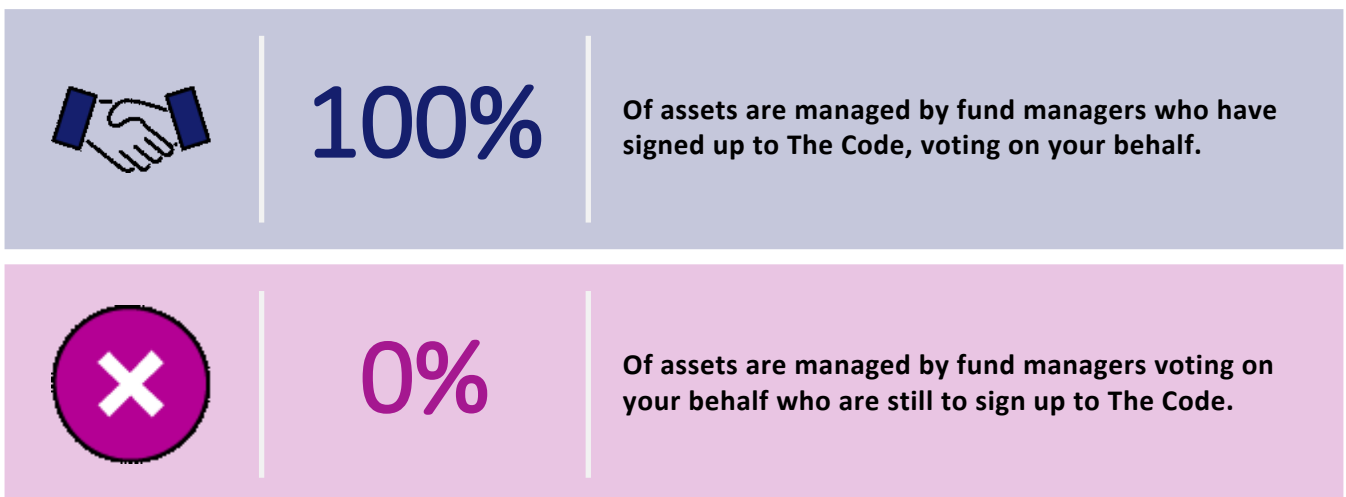 100%
Of assets are managed by fund managers who have
signed up to The Code, voting on your behalf.
0%
Of assets are managed by fund managers voting on
your behalf who are still to sign up to The Code.